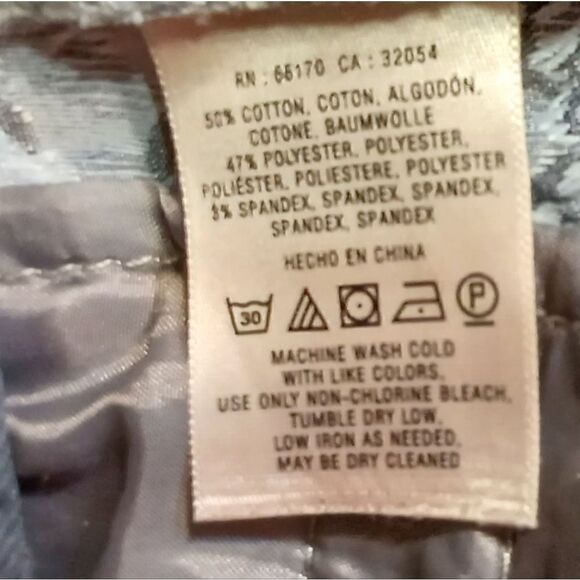 RN : 66170 CA : 32054
50% COTTON, COTON, ALGODÓN,
COTONE, BAUMWOLLE
47% POLYESTER, POLYESTER,
POLIÉSTER, POLIESTERE, POLYESTER
3% SPANDEX, SPANDEX, SPANDEX,
SPANDEX, SPANDEX
HECHO EN CHINA
30 P
MACHINE WASH COLD
WITH LIKE COLORS,
USE ONLY NON-CHLORINE BLEACH,
TUMBLE DRY LOW,
LOW IRON AS NEEDED,
MAY BE DRY CLEANED